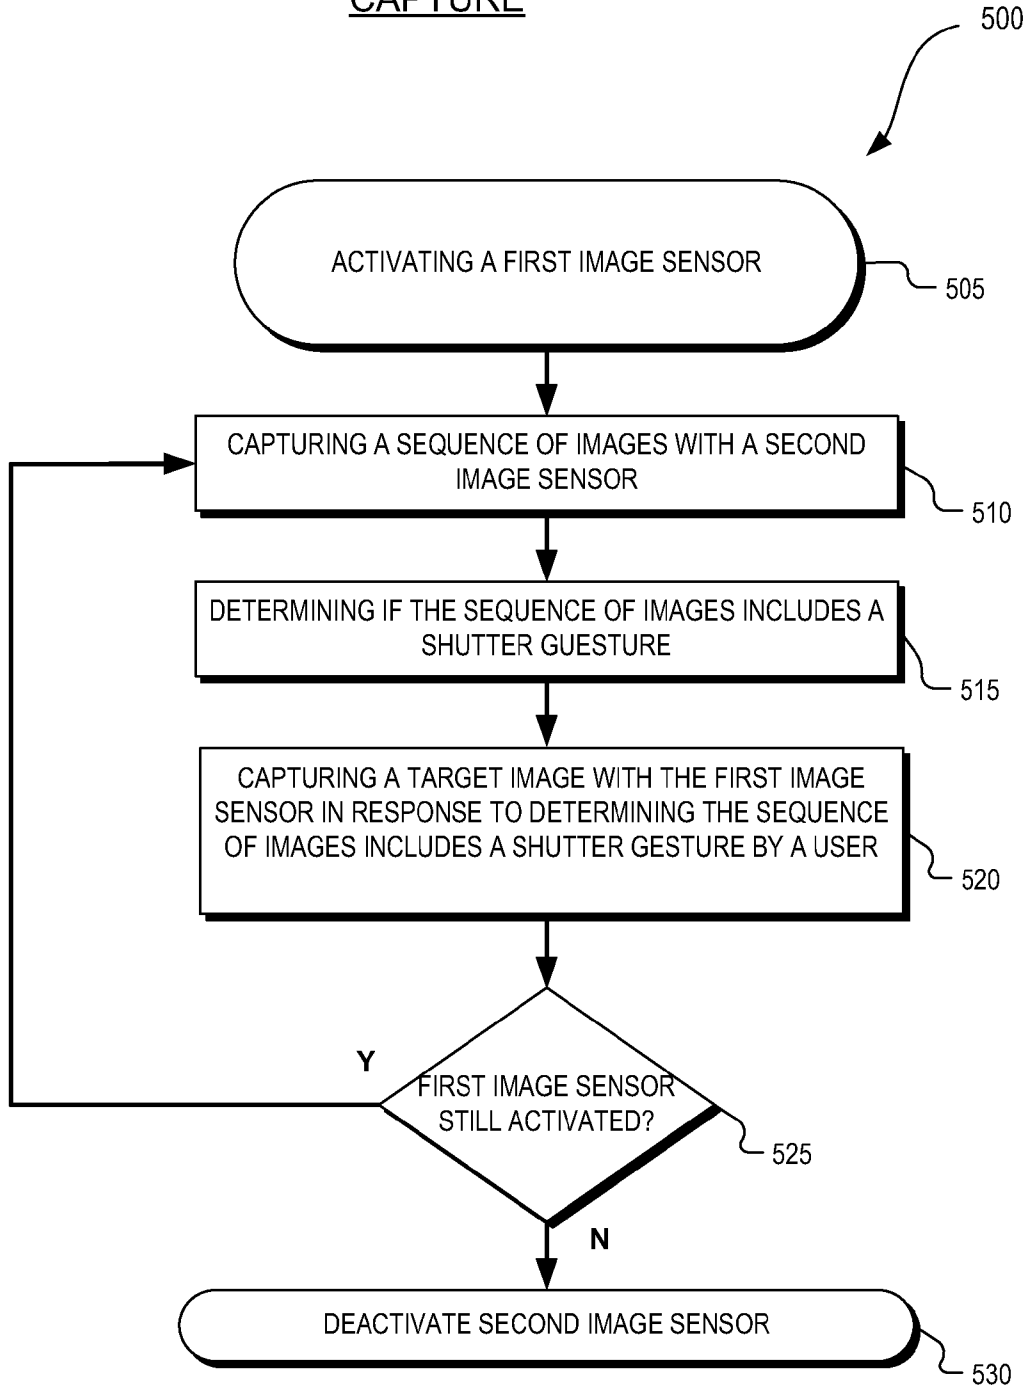 CAPTURE
500
ACTIVATING A FIRST IMAGE SENSOR
505
CAPTURING A SEQUENCE OF IMAGES WITH A SECOND
IMAGE SENSOR
510
DETERMINING IF THE SEQUENCE OF IMAGES INCLUDES A
SHUTTER GUESTURE
515
CAPTURING A TARGET IMAGE WITH THE FIRST IMAGE
SENSOR IN RESPONSE TO DETERMINING THE SEQUENCE
OF IMAGES INCLUDES A SHUTTER GESTURE BY A USER
520
Y
FIRST IMAGE SENSOR
STILL ACTIVATED?
525
N
DEACTIVATE SECOND IMAGE SENSOR
530